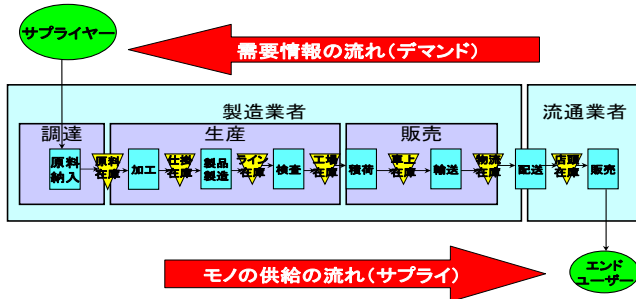 サプライヤー
需要情報の流れ(デマンド)
製造業者
流通業者
調達
生産
販売
原料
納入
原料
在庫
加工
仕掛
在庫
製品
製造
ライン
在庫
検査
工場
在庫
積荷
車上
在庫
輸送
物流
在庫
配送
店頭
在庫
販売
モノの供給の流れ(サプライ)
エンド
ユーザー